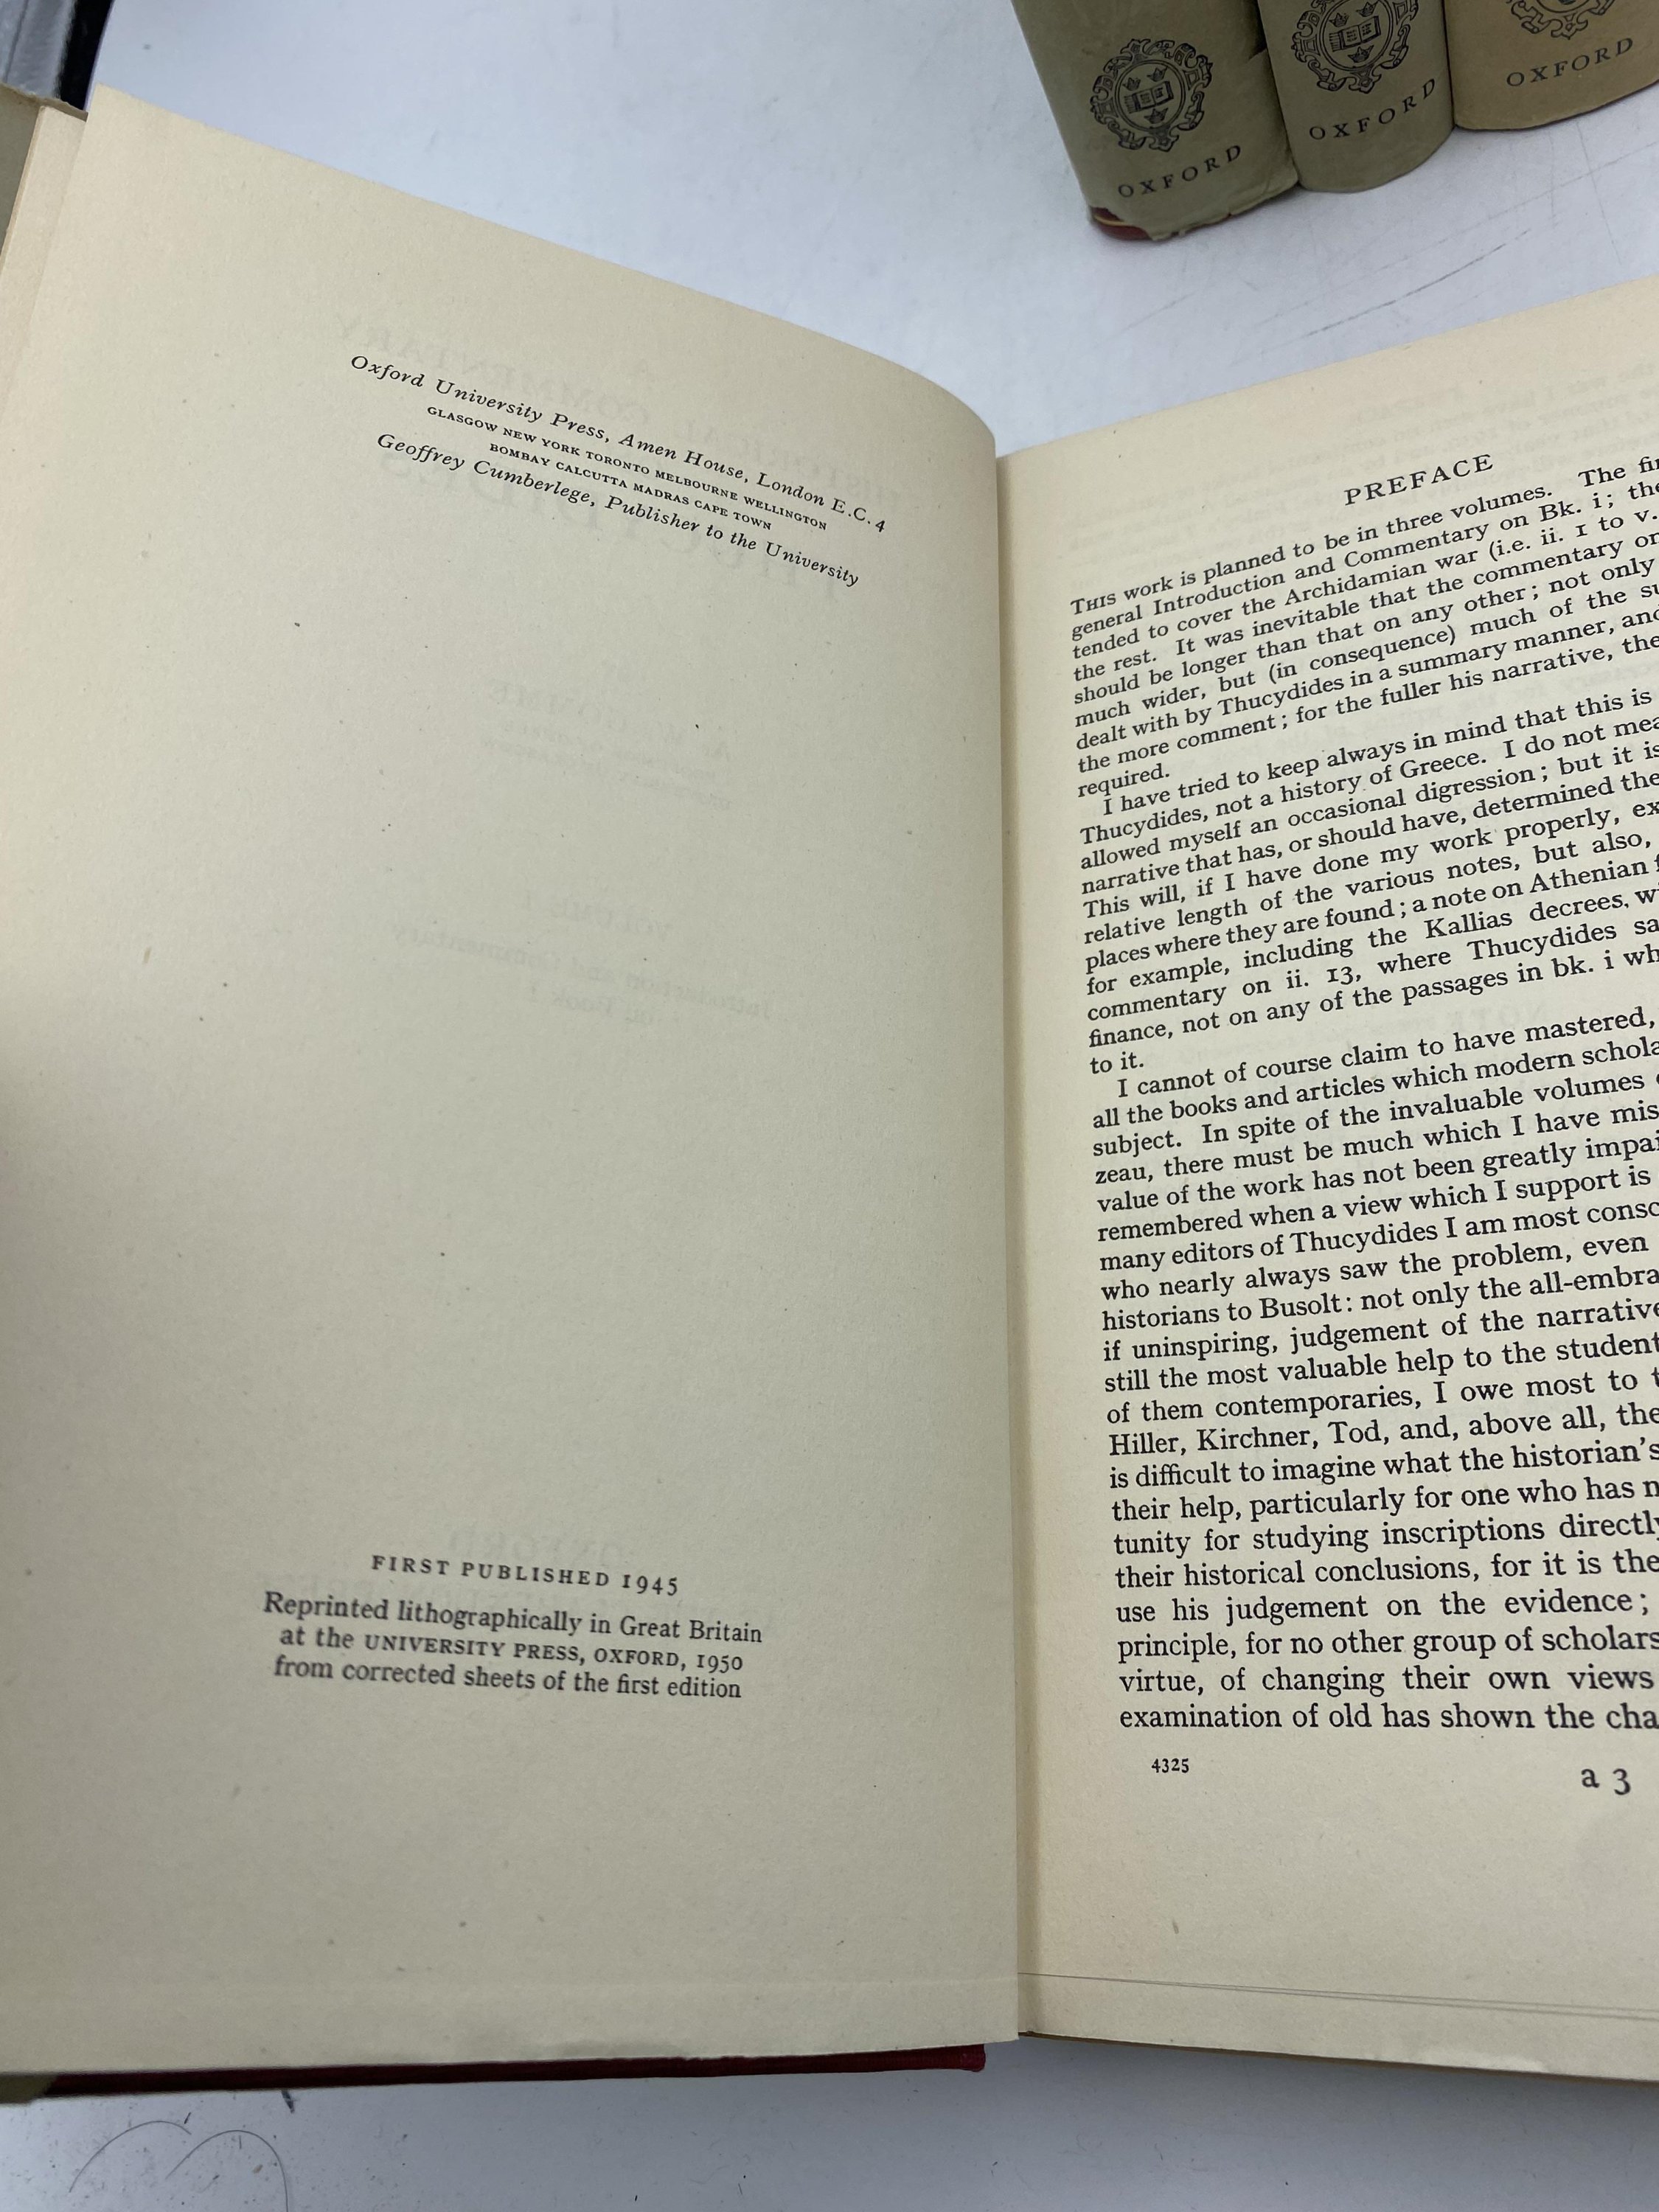 OXFORD
OXFORD
OXFORD
Oxford University Press, Amen House, London E.C.4
GLASGOW NEW YORK TORONTO MELBOURNE WELLINGTON
BOMBAY CALCUTTA MADRAS CAPE TOWN
Geoffrey Cumberlege, Publisher to the University
FIRST PUBLISHED 1945
Reprinted lithographically in Great Britain
at the UNIVERSITY PRESS, OXFORD, 1950
from corrected sheets of the first edition
PREFACE
THIS work is planned to be in three volumes. The fir
general Introduction and Commentary on Bk. i; the
tended to cover the Archidamian war (i.e. ii. 1 to v.
the rest. It was inevitable that the commentary on
should be longer than that on any other; not only
much wider, but (in consequence) much of the su
dealt with by Thucydides in a summary manner, and
the more comment; for the fuller his narrative, the
required.
I have tried to keep always in mind that this is
Thucydides, not a history of Greece. I do not mea
allowed myself an occasional digression; but it is
narrative that has, or should have, determined the
This will, if I have done my work properly, ex
relative length of the various notes, but also,
places where they are found; a note on Athenian f
for example, including the Kallias decrees, wi
commentary on ii. 13, where Thucydides sa
finance, not on any of the passages in bk. i wh
to it.
I cannot of course claim to have mastered,
all the books and articles which modern schola
subject. In spite of the invaluable volumes
zeau, there must be much which I have mis
value of the work has not been greatly impai
remembered when a view which I support is
many editors of Thucydides I am most consc
who nearly always saw the problem, even
historians to Busolt: not only the all-embra
if uninspiring, judgement of the narrative
still the most valuable help to the student
of them contemporaries, I owe most to t
Hiller, Kirchner, Tod, and, above all, the
is difficult to imagine what the historian's
their help, particularly for one who has n
tunity for studying inscriptions directly
their historical conclusions, for it is the
use his judgement on the evidence;
principle, for no other group of scholars
virtue, of changing their own views
examination of old has shown the cha
4325
a 3